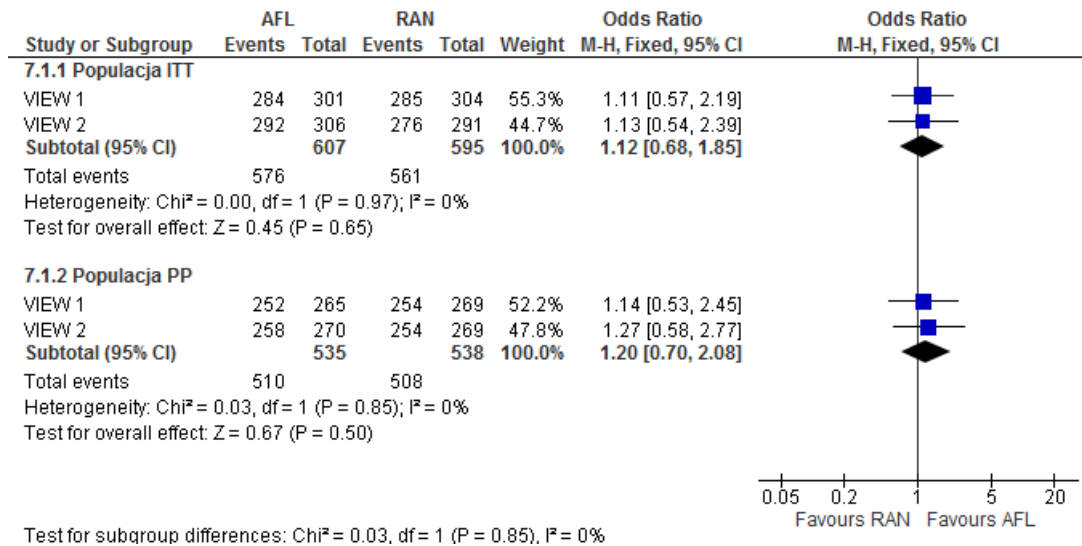 AFL RAN Odds Ratio Odds Ratio
Study or Subgroup Events Total Events Total Weight M-H, Fixed, 95% CI M-H, Fixed, 95% CI
7.1.1 Populacja ITT
VIEW 1 284 301 285 304 55.3% 1.11 [0.57, 2.19]
VIEW 2 292 306 276 291 44.7% 1.13 [0.54, 2.39]
Subtotal (95% CI) 607 595 100.0% 1.12 [0.68, 1.85]
Total events 576 561
Heterogeneity: Chi² = 0.00, df = 1 (P = 0.97); I² = 0%
Test for overall effect: Z = 0.45 (P = 0.65)
7.1.2 Populacja PP
VIEW 1 252 265 254 269 52.2% 1.14 [0.53, 2.45]
VIEW 2 258 270 254 269 47.8% 1.27 [0.58, 2.77]
Subtotal (95% CI) 535 538 100.0% 1.20 [0.70, 2.08]
Total events 510 508
Heterogeneity: Chi² = 0.03, df = 1 (P = 0.85); I² = 0%
Test for overall effect: Z = 0.67 (P = 0.50)
0.05 0.2 1 5 20
Favours RAN Favours AFL
Test for subgroup differences: Chi² = 0.03, df = 1 (P = 0.85), I² = 0%